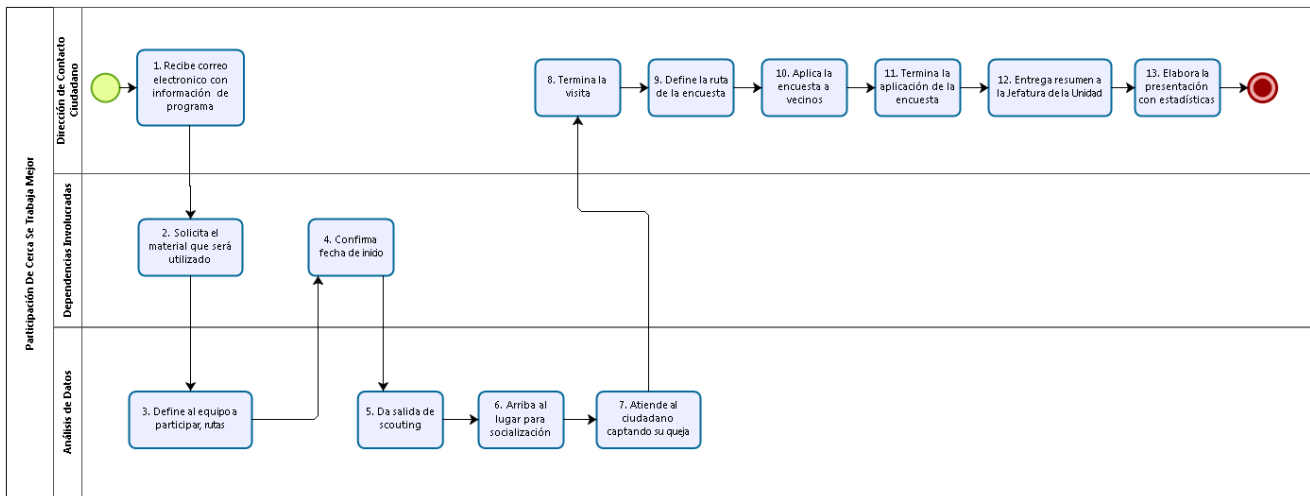 Participación De Cerca Se Trabaja Mejor
Dirección de Contacto
Ciudadano
1. Recibe correo
electronico con
información de
programa
8. Termina la
visita
9. Define la ruta
de la encuesta
10. Aplica la
encuesta a
vecinos
11. Termina la
aplicación de la
encuesta
12. Entrega resumen a
la Jefatura de la Unidad
13. Elabora la
presentación
con estadísticas
Dependencias Involucradas
2. Solicita el
material que será
utilizado
4. Confirma
fecha de inicio
Análisis de Datos
3. Define al equipo a
participar, rutas
5. Da salida de
scouting
6. Arriba al
lugar para
socialización
7. Atiende al
ciudadano
captando su queja